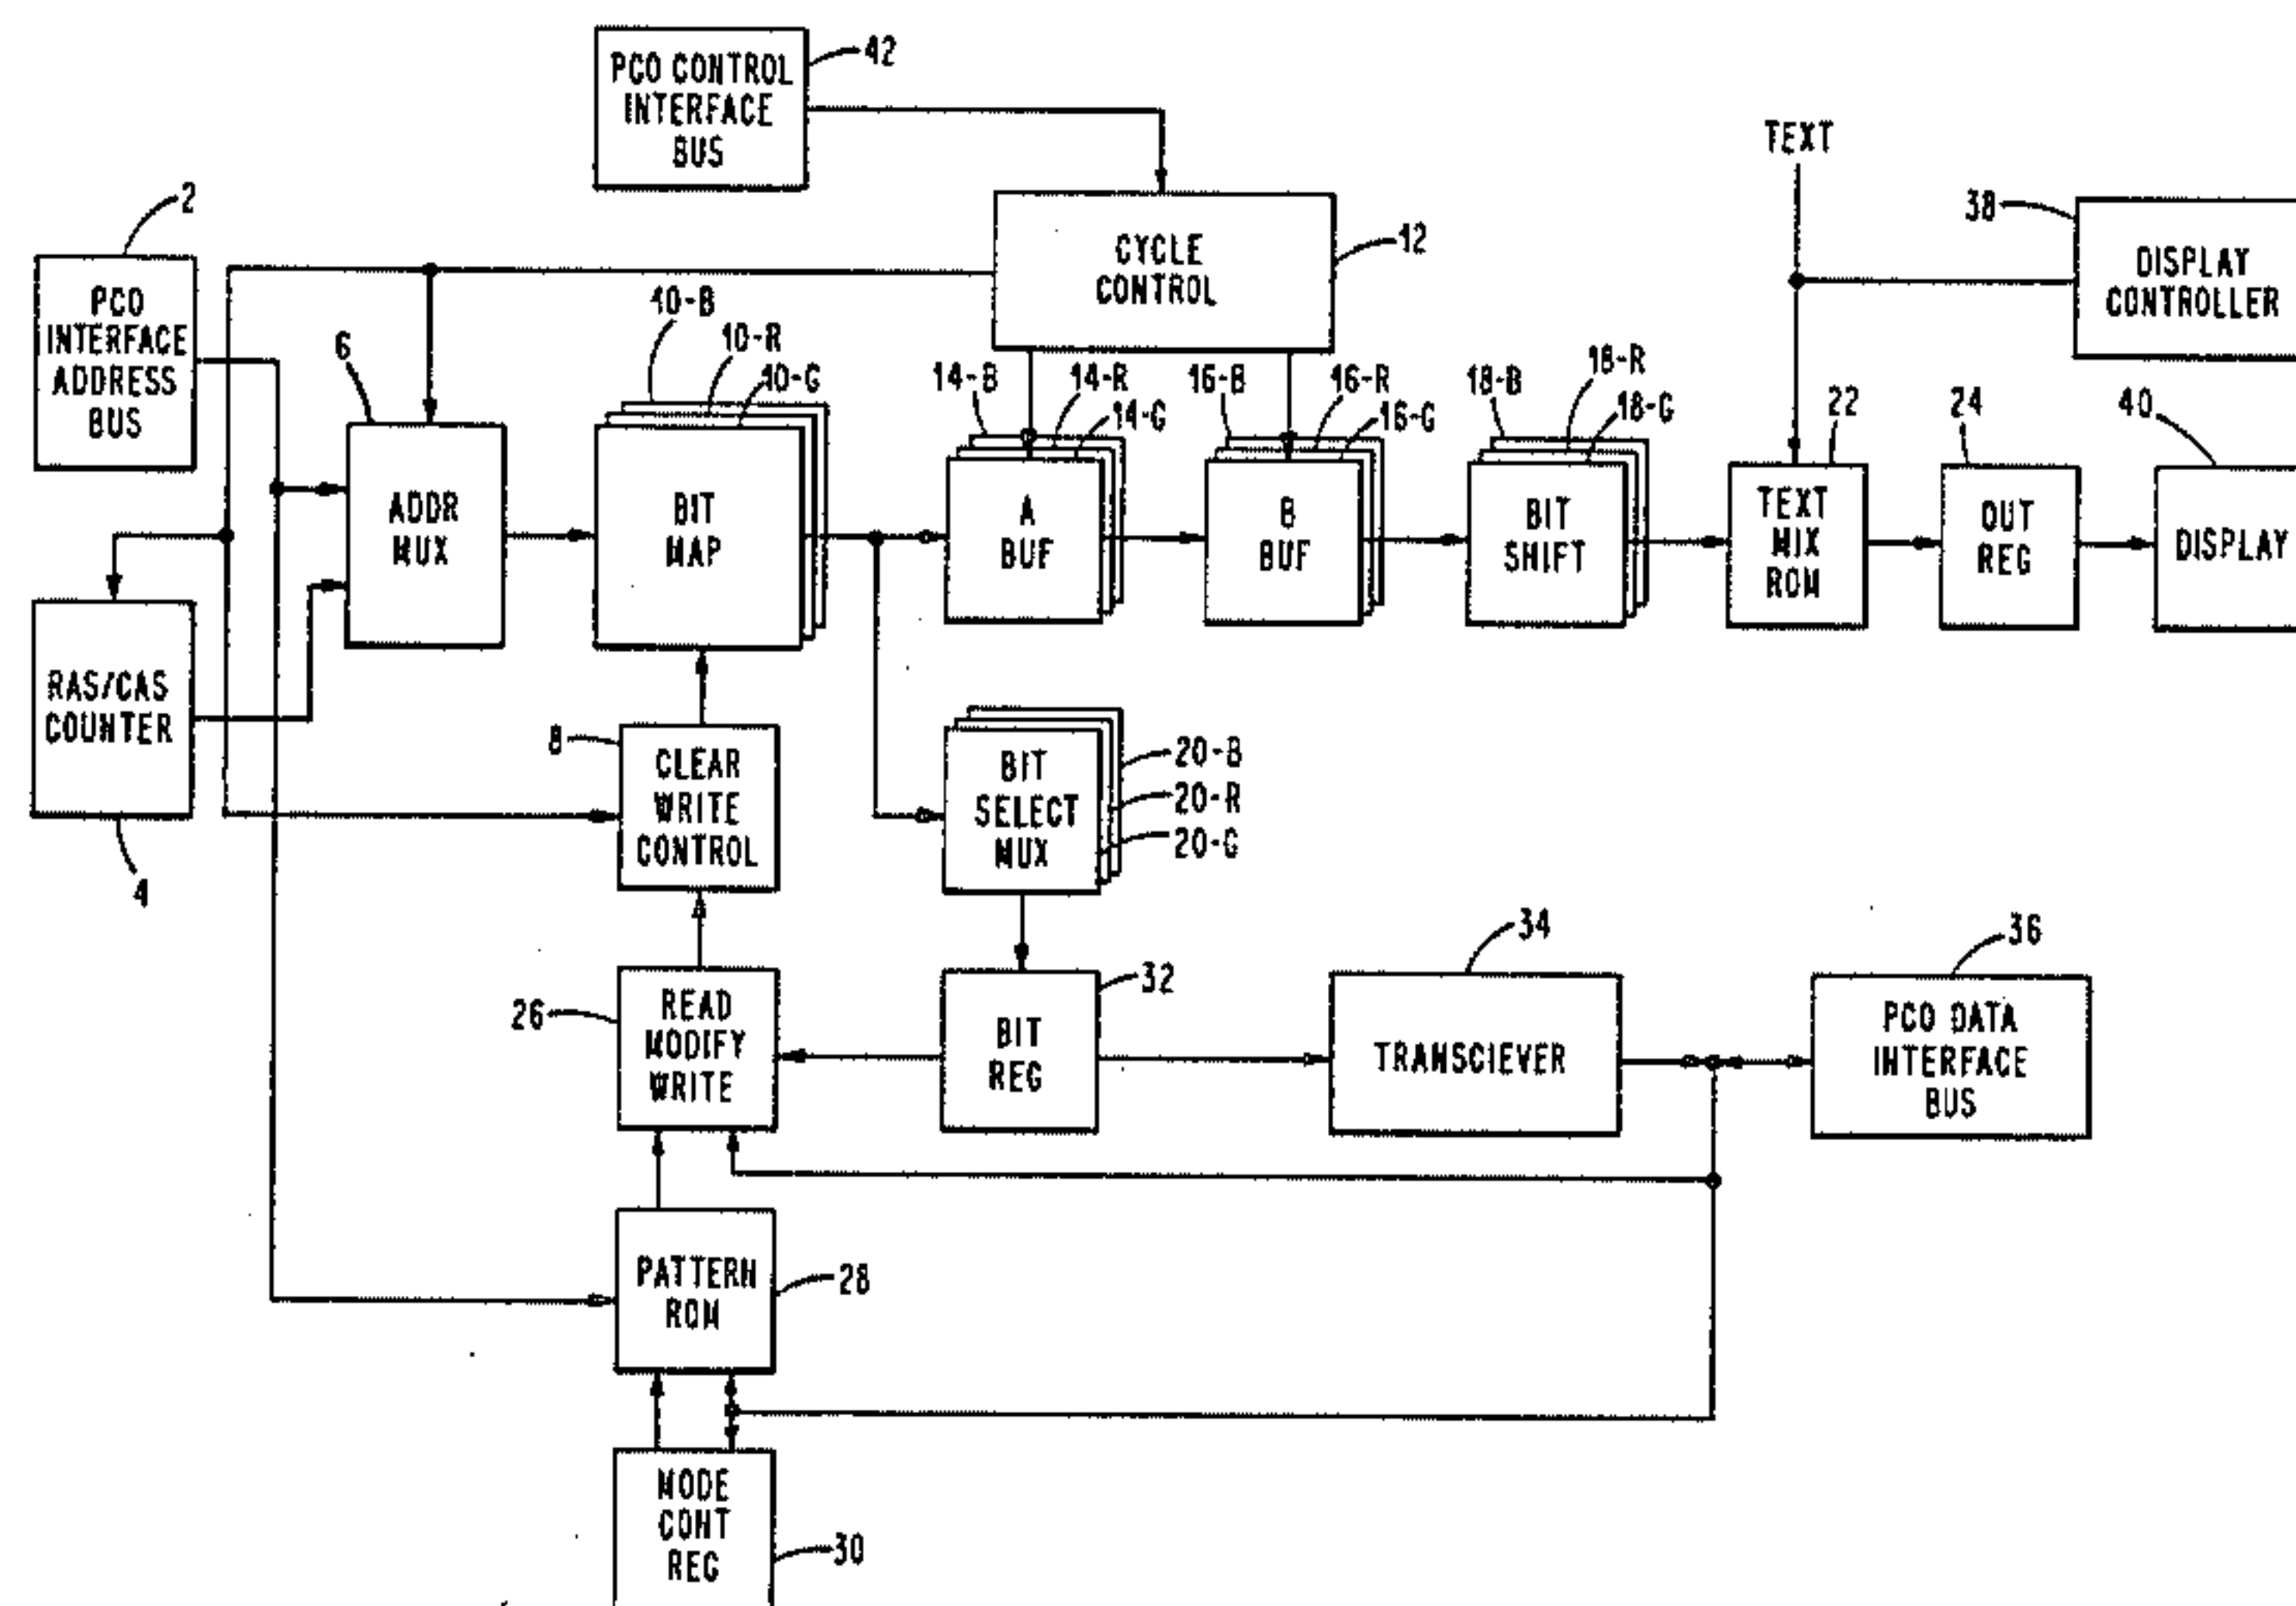 PCO CONTROL
INTERFACE
BUS
42
TEXT
2
PCO
INTERFACE
ADDRESS
BUS
CYCLE
CONTROL
12
38
DISPLAY
CONTROLLER
6
ADDR
MUX
10-B
10-R
10-G
BIT
MAP
14-B
14-R
14-G
A
BUF
16-B
16-R
16-G
B
BUF
18-B
18-R
18-G
BIT
SHIFT
22
TEXT
MIX
ROM
24
OUT
REG
40
DISPLAY
RAS/CAS
COUNTER
4
8
CLEAR
WRITE
CONTROL
BIT
SELECT
MUX
20-B
20-R
20-G
26
READ
MODIFY
WRITE
32
BIT
REG
34
TRANSCIEVER
36
PCO DATA
INTERFACE
BUS
PATTERN
ROM
28
MODE
CONT
REG
30